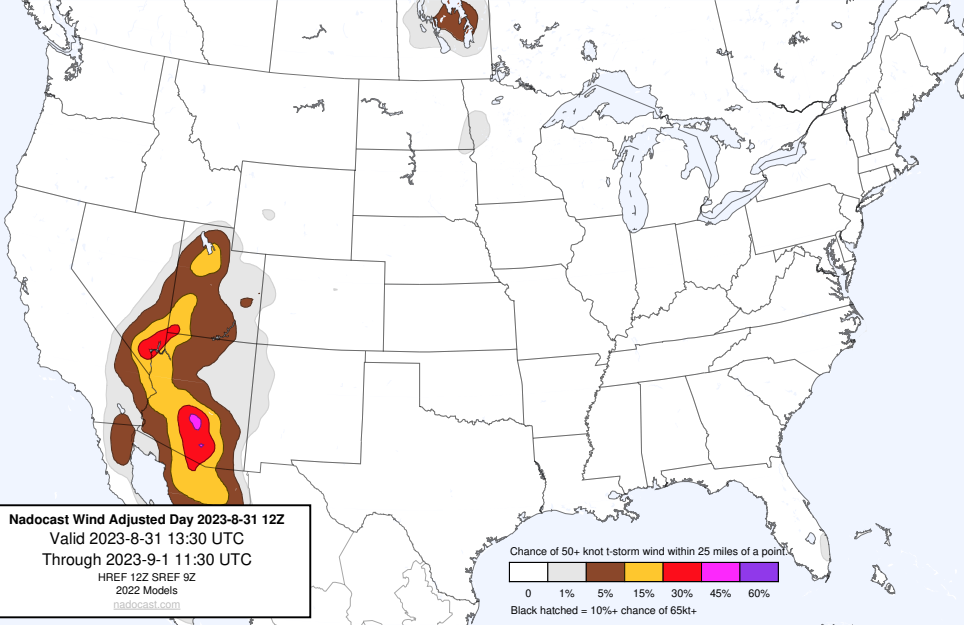 Nadocast Wind Adjusted Day 2023-8-31 12Z
Valid 2023-8-31 13:30 UTC
Through 2023-9-1 11:30 UTC
HREF 12Z SREF 9Z
2022 Models
nadocast.com
Chance of 50+ knot t-storm wind within 25 miles of a point.
0 1% 5% 15% 30% 45% 60%
Black hatched = 10%+ chance of 65kt+